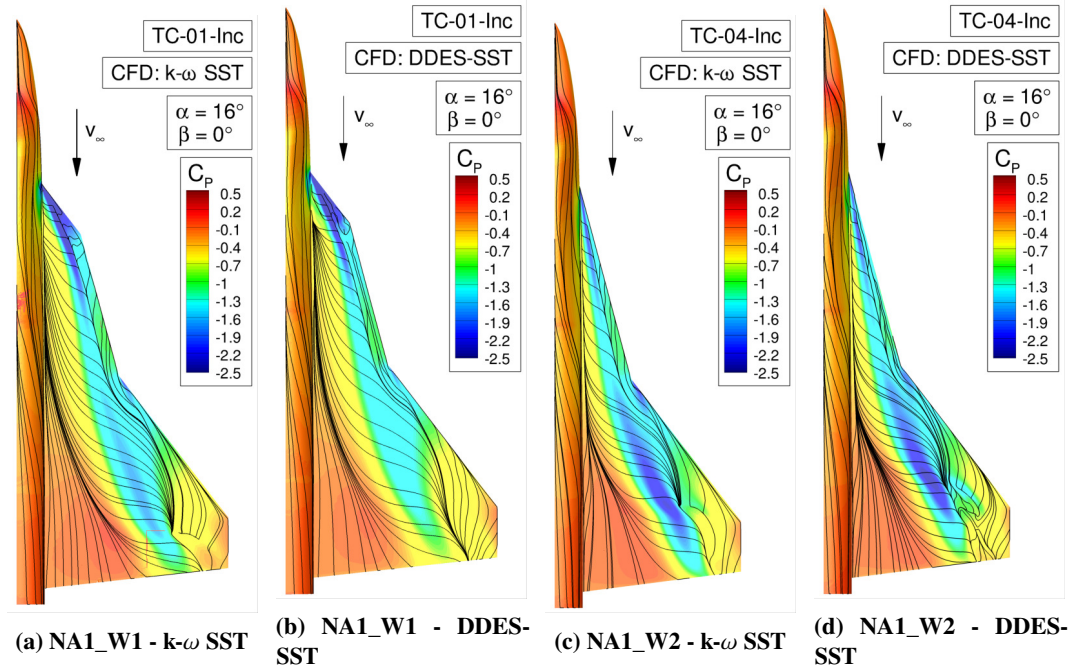 TC-01-Inc
CFD: k-ω SST
α = 16°
β = 0°
v∞
CP
0.5
0.2
-0.1
-0.4
-0.7
-1
-1.3
-1.6
-1.9
-2.2
-2.5
(a) NA1_W1 - k-ω SST
TC-01-Inc
CFD: DDES-SST
α = 16°
β = 0°
v∞
CP
0.5
0.2
-0.1
-0.4
-0.7
-1
-1.3
-1.6
-1.9
-2.2
-2.5
(b) NA1_W1 - DDES-
SST
TC-04-Inc
CFD: k-ω SST
α = 16°
β = 0°
v∞
CP
0.5
0.2
-0.1
-0.4
-0.7
-1
-1.3
-1.6
-1.9
-2.2
-2.5
(c) NA1_W2 - k-ω SST
TC-04-Inc
CFD: DDES-SST
α = 16°
β = 0°
v∞
CP
0.5
0.2
-0.1
-0.4
-0.7
-1
-1.3
-1.6
-1.9
-2.2
-2.5
(d) NA1_W2 - DDES-
SST